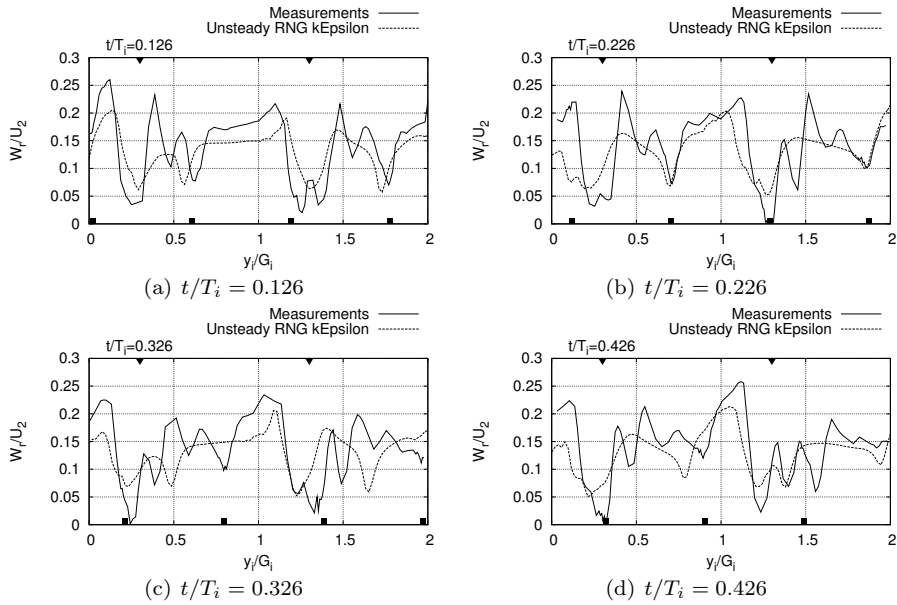 Measurements
Unsteady RNG kEpsilon
t/T_i=0.126
0.3
0.25
0.2
0.15
0.1
0.05
0
W_r/U_2
0 0.5 1 1.5 2
y_i/G_i
(a) t/T_i = 0.126
Measurements
Unsteady RNG kEpsilon
t/T_i=0.226
0.3
0.25
0.2
0.15
0.1
0.05
0
W_r/U_2
0 0.5 1 1.5 2
y_i/G_i
(b) t/T_i = 0.226
Measurements
Unsteady RNG kEpsilon
t/T_i=0.326
0.3
0.25
0.2
0.15
0.1
0.05
0
W_r/U_2
0 0.5 1 1.5 2
y_i/G_i
(c) t/T_i = 0.326
Measurements
Unsteady RNG kEpsilon
t/T_i=0.426
0.3
0.25
0.2
0.15
0.1
0.05
0
W_r/U_2
0 0.5 1 1.5 2
y_i/G_i
(d) t/T_i = 0.426